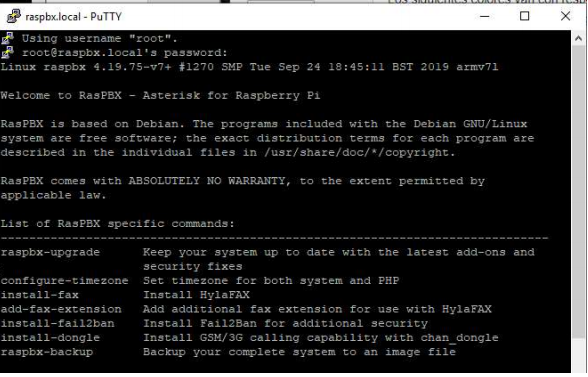 Los siguientes colores van con resp
raspbx.local - PuTTY
Using username "root".
root@raspbx.local's password:
Linux raspbx 4.19.75-v7+ #1270 SMP Tue Sep 24 18:45:11 BST 2019 armv7l
Welcome to RasPBX - Asterisk for Raspberry Pi
RasPBX is based on Debian. The programs included with the Debian GNU/Linux
system are free software; the exact distribution terms for each program are
described in the individual files in /usr/share/doc/*/copyright.
RasPBX comes with ABSOLUTELY NO WARRANTY, to the extent permitted by
applicable law.
List of RasPBX specific commands:
-------------------------------------------------------------------------
raspbx-upgrade Keep your system up to date with the latest add-ons and
security fixes
configure-timezone Set timezone for both system and PHP
install-fax Install HylaFAX
add-fax-extension Add additional fax extension for use with HylaFAX
install-fail2ban Install Fail2Ban for additional security
install-dongle Install GSM/3G calling capability with chan_dongle
raspbx-backup Backup your complete system to an image file